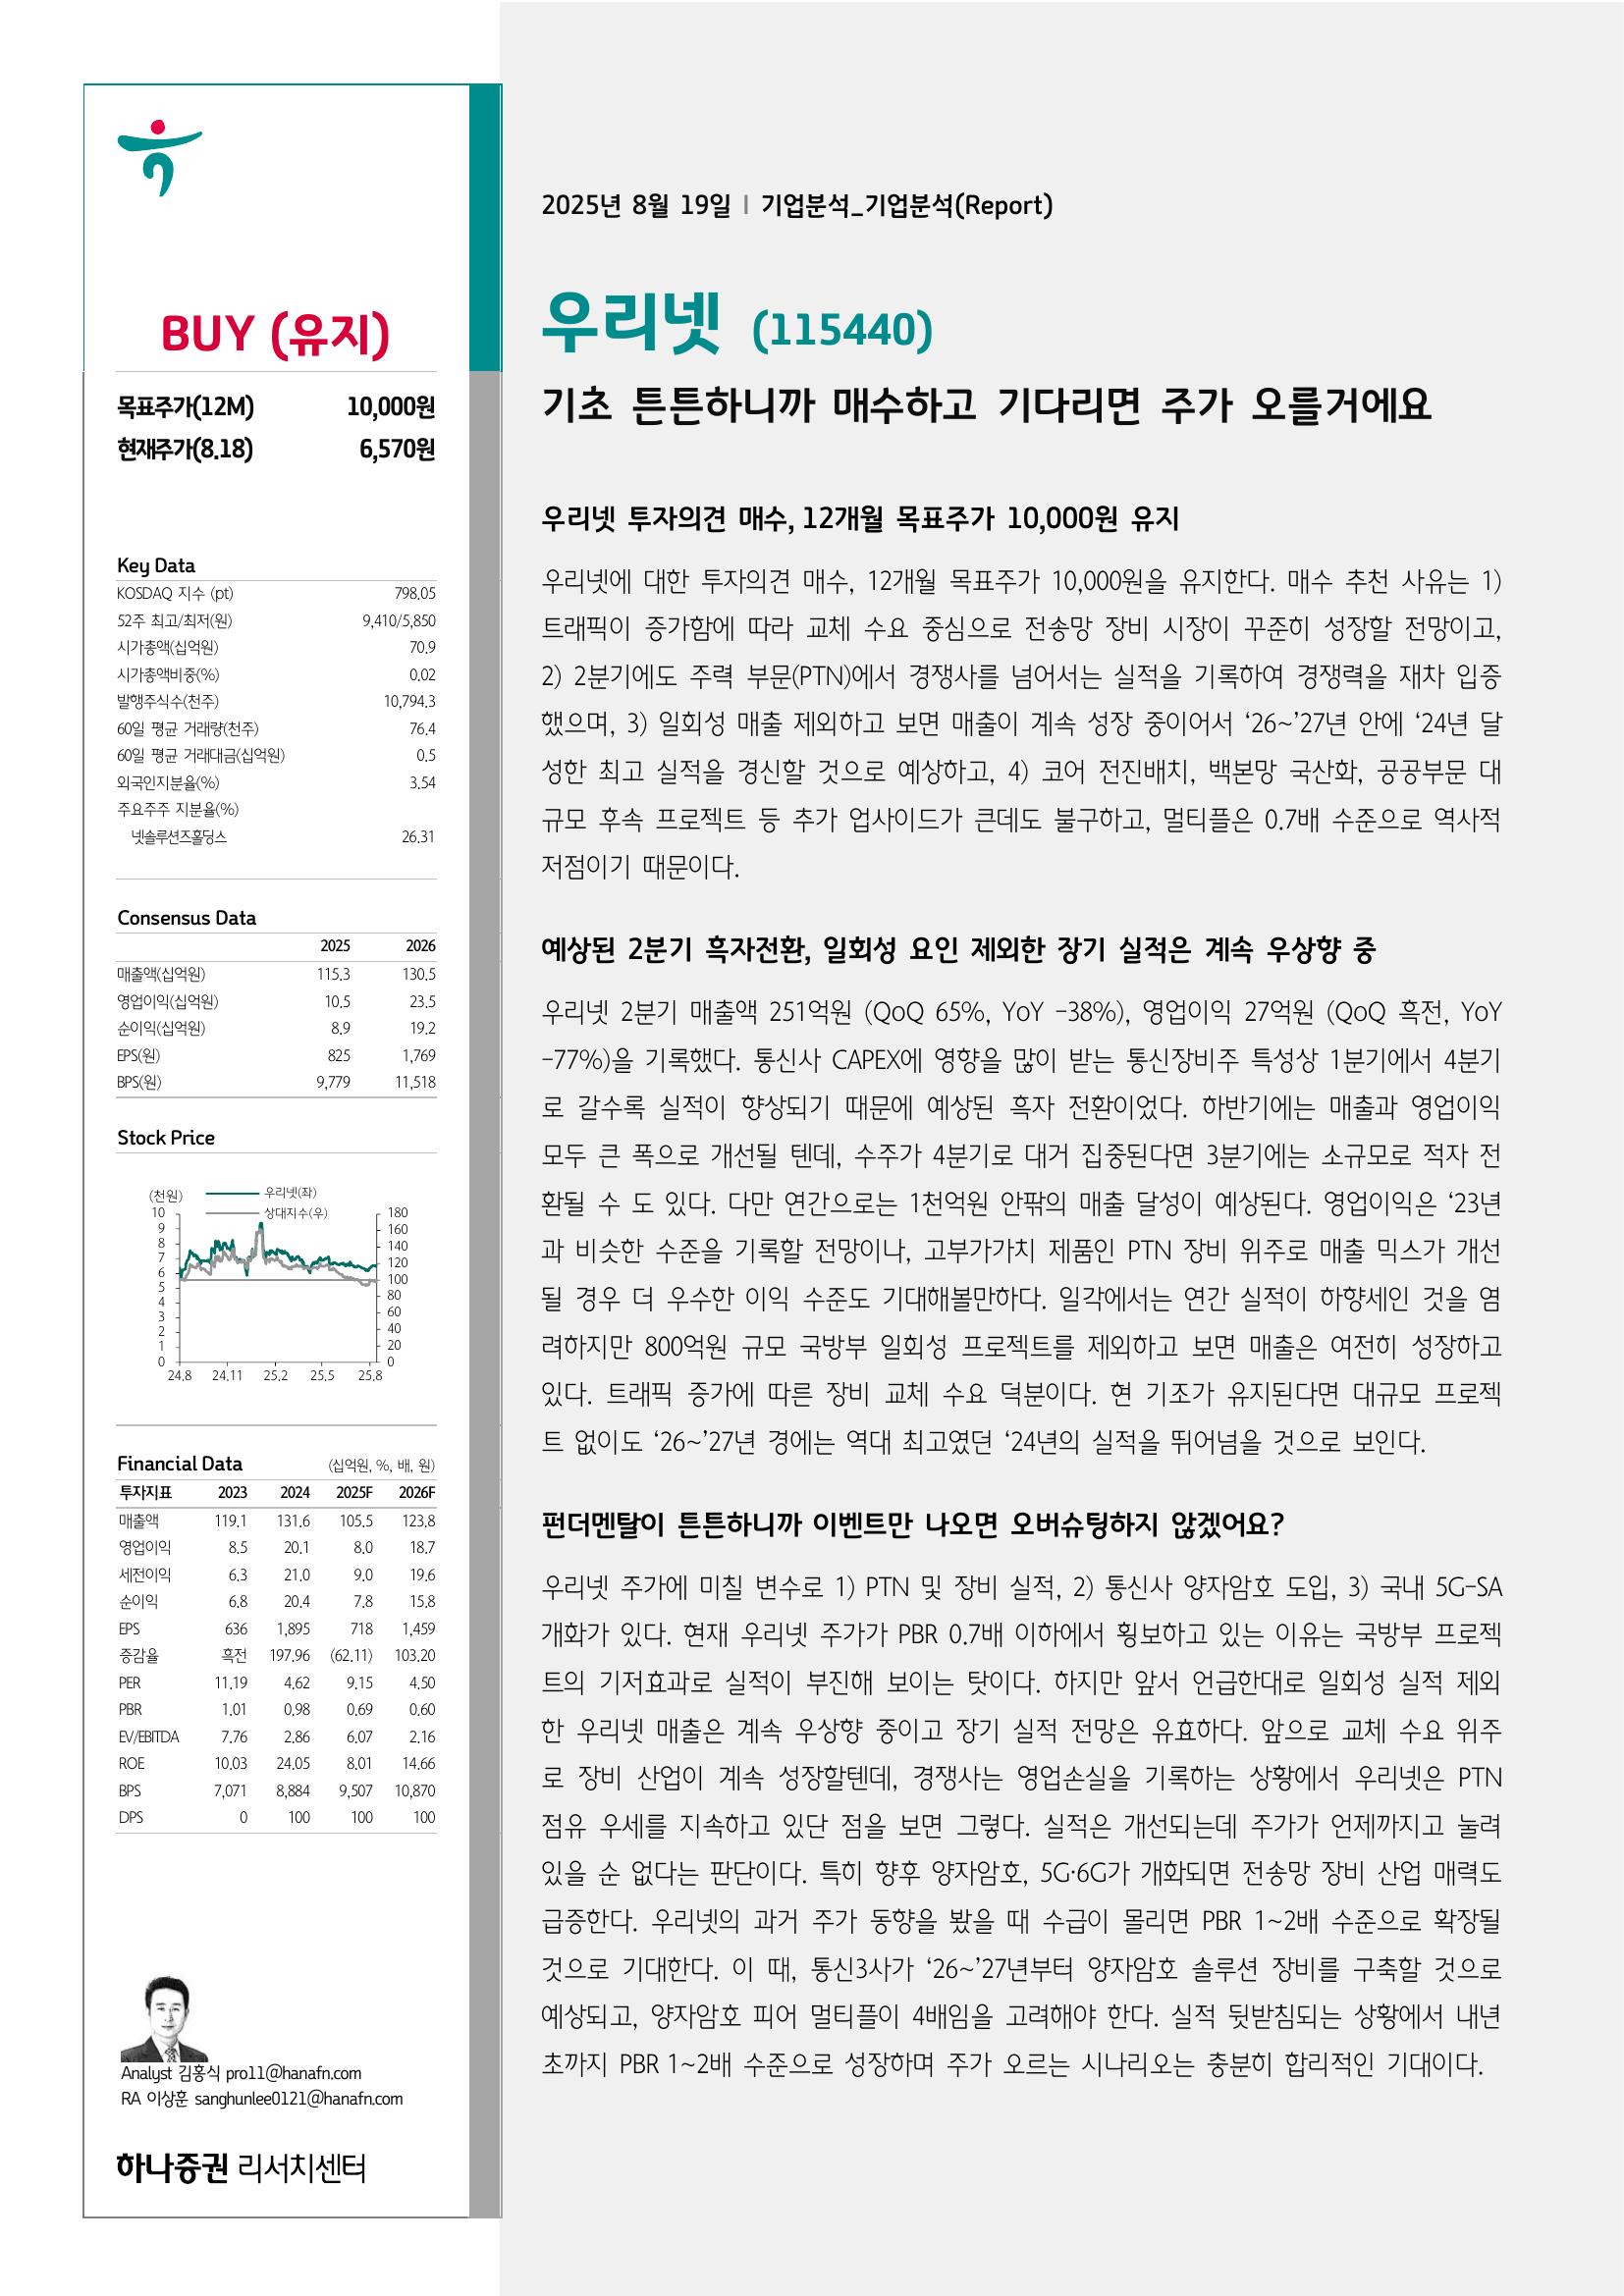 BUY (유지)
목표주가(12M) 10,000원
현재주가(8.18) 6,570원
Key Data
KOSDAQ 지수 (pt) 798.05
52주 최고/최저(원) 9,410/5,850
시가총액(십억원) 70.9
시가총액비중(%) 0.02
발행주식수(천주) 10,794.3
60일 평균 거래량(천주) 76.4
60일 평균 거래대금(십억원) 0.5
외국인지분율(%) 3.54
주요주주 지분율(%)
넷솔루션즈홀딩스 26.31
Consensus Data
2025 2026
매출액(십억원) 115.3 130.5
영업이익(십억원) 10.5 23.5
순이익(십억원) 8.9 19.2
EPS(원) 825 1,769
BPS(원) 9,779 11,518
Stock Price
(천원) 우리넷(좌)
상대지수(우)
10 180
9 160
8 140
7 120
6 100
5 80
4 60
3 40
2 20
1 0
0
24.8 24.11 25.2 25.5 25.8
Financial Data (십억원, %, 배, 원)
투자지표 2023 2024 2025F 2026F
매출액 119.1 131.6 105.5 123.8
영업이익 8.5 20.1 8.0 18.7
세전이익 6.3 21.0 9.0 19.6
순이익 6.8 20.4 7.8 15.8
EPS 636 1,895 718 1,459
증감율 흑전 197.96 (62.11) 103.20
PER 11.19 4.62 9.15 4.50
PBR 1.01 0.98 0.69 0.60
EV/EBITDA 7.76 2.86 6.07 2.16
ROE 10.03 24.05 8.01 14.66
BPS 7,071 8,884 9,507 10,870
DPS 0 100 100 100
Analyst 김홍식 pro11@hanafn.com
RA 이상훈 sanghunlee0121@hanafn.com
하나증권 리서치센터
2025년 8월 19일 | 기업분석_기업분석(Report)
우리넷 (115440)
기초 튼튼하니까 매수하고 기다리면 주가 오를거에요
우리넷 투자의견 매수, 12개월 목표주가 10,000원 유지
우리넷에 대한 투자의견 매수, 12개월 목표주가 10,000원을 유지한다. 매수 추천 사유는 1)
트래픽이 증가함에 따라 교체 수요 중심으로 전송망 장비 시장이 꾸준히 성장할 전망이고,
2) 2분기에도 주력 부문(PTN)에서 경쟁사를 넘어서는 실적을 기록하여 경쟁력을 재차 입증
했으며, 3) 일회성 매출 제외하고 보면 매출이 계속 성장 중이어서 ‘26~’27년 안에 ‘24년 달
성한 최고 실적을 경신할 것으로 예상하고, 4) 코어 전진배치, 백본망 국산화, 공공부문 대
규모 후속 프로젝트 등 추가 업사이드가 큰데도 불구하고, 멀티플은 0.7배 수준으로 역사적
저점이기 때문이다.
예상된 2분기 흑자전환, 일회성 요인 제외한 장기 실적은 계속 우상향 중
우리넷 2분기 매출액 251억원 (QoQ 65%, YoY -38%), 영업이익 27억원 (QoQ 흑전, YoY
-77%)을 기록했다. 통신사 CAPEX에 영향을 많이 받는 통신장비주 특성상 1분기에서 4분기
로 갈수록 실적이 향상되기 때문에 예상된 흑자 전환이었다. 하반기에는 매출과 영업이익
모두 큰 폭으로 개선될 텐데, 수주가 4분기로 대거 집중된다면 3분기에는 소규모로 적자 전
환될 수 도 있다. 다만 연간으로는 1천억원 안팎의 매출 달성이 예상된다. 영업이익은 ‘23년
과 비슷한 수준을 기록할 전망이나, 고부가가치 제품인 PTN 장비 위주로 매출 믹스가 개선
될 경우 더 우수한 이익 수준도 기대해볼만하다. 일각에서는 연간 실적이 하향세인 것을 염
려하지만 800억원 규모 국방부 일회성 프로젝트를 제외하고 보면 매출은 여전히 성장하고
있다. 트래픽 증가에 따른 장비 교체 수요 덕분이다. 현 기조가 유지된다면 대규모 프로젝
트 없이도 ‘26~’27년 경에는 역대 최고였던 ‘24년의 실적을 뛰어넘을 것으로 보인다.
펀더멘탈이 튼튼하니까 이벤트만 나오면 오버슈팅하지 않겠어요?
우리넷 주가에 미칠 변수로 1) PTN 및 장비 실적, 2) 통신사 양자암호 도입, 3) 국내 5G-SA
개화가 있다. 현재 우리넷 주가가 PBR 0.7배 이하에서 횡보하고 있는 이유는 국방부 프로젝
트의 기저효과로 실적이 부진해 보이는 탓이다. 하지만 앞서 언급한대로 일회성 실적 제외
한 우리넷 매출은 계속 우상향 중이고 장기 실적 전망은 유효하다. 앞으로 교체 수요 위주
로 장비 산업이 계속 성장할텐데, 경쟁사는 영업손실을 기록하는 상황에서 우리넷은 PTN
점유 우세를 지속하고 있단 점을 보면 그렇다. 실적은 개선되는데 주가가 언제까지고 눌려
있을 순 없다는 판단이다. 특히 향후 양자암호, 5G·6G가 개화되면 전송망 장비 산업 매력도
급증한다. 우리넷의 과거 주가 동향을 봤을 때 수급이 몰리면 PBR 1~2배 수준으로 확장될
것으로 기대한다. 이 때, 통신3사가 ‘26~’27년부터 양자암호 솔루션 장비를 구축할 것으로
예상되고, 양자암호 피어 멀티플이 4배임을 고려해야 한다. 실적 뒷받침되는 상황에서 내년
초까지 PBR 1~2배 수준으로 성장하며 주가 오르는 시나리오는 충분히 합리적인 기대이다.